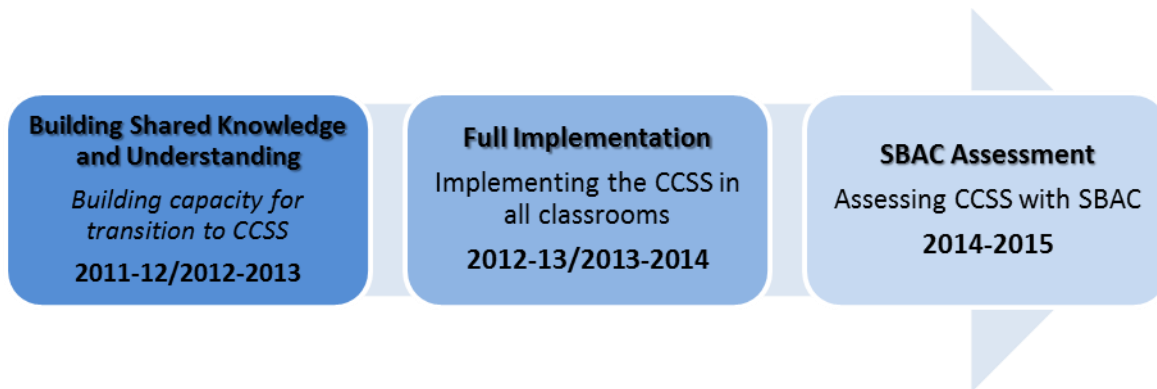 Building Shared Knowledge
and Understanding
Building capacity for
transition to CCSS
2011-12/2012-2013
Full Implementation
Implementing the CCSS in
all classrooms
2012-13/2013-2014
SBAC Assessment
Assessing CCSS with SBAC
2014-2015